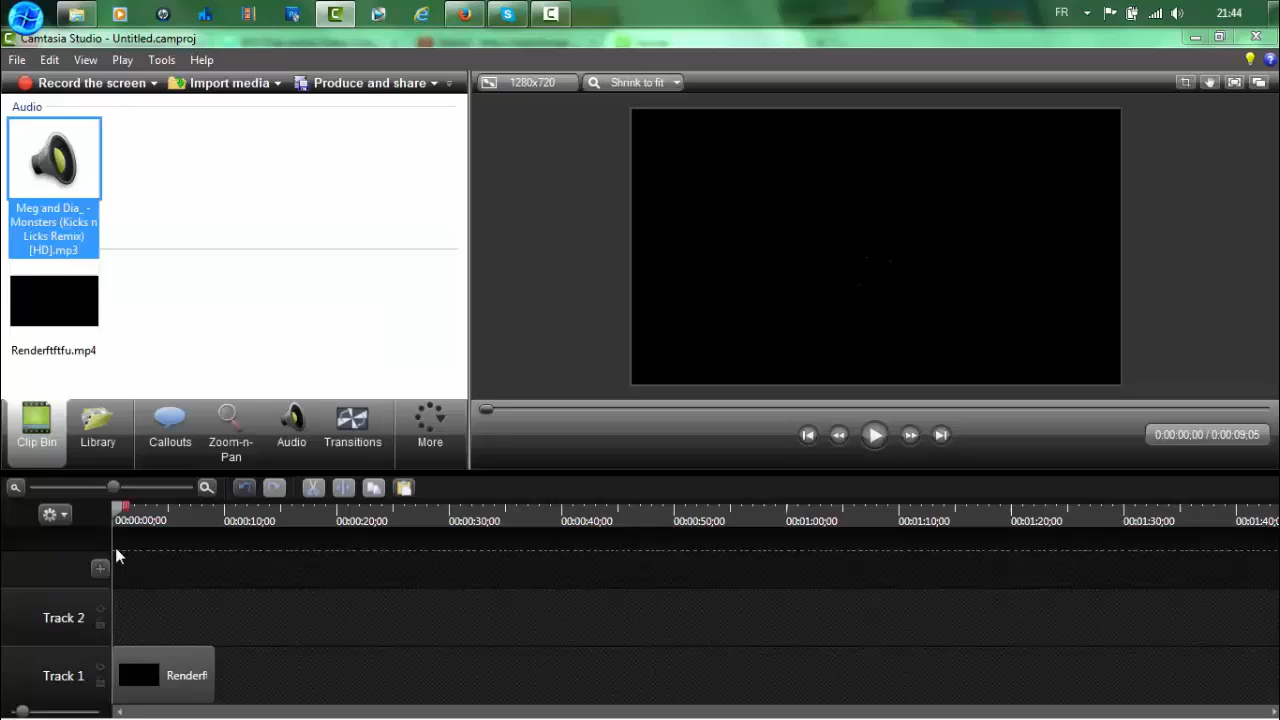 FR
21:44
Camtasia Studio - Untitled.camproj
File Edit View Play Tools Help
Record the screen Import media Produce and share
1280x720 Shrink to fit
Audio
Meg and Dia_ -
Monsters (Kicks n
Licks Remix)
[HD].mp3
Renderftftfu.mp4
Clip Bin Library Callouts Zoom-n-
Pan Audio Transitions More
0:00:00;00 / 0:00:09;05
00:00:00;00 00:00:10;00 00:00:20;00 00:00:30;00 00:00:40;00 00:00:50;00 00:01:00;00 00:01:10;00 00:01:20;00 00:01:30;00 00:01:40;
Track 2
Track 1
Renderf